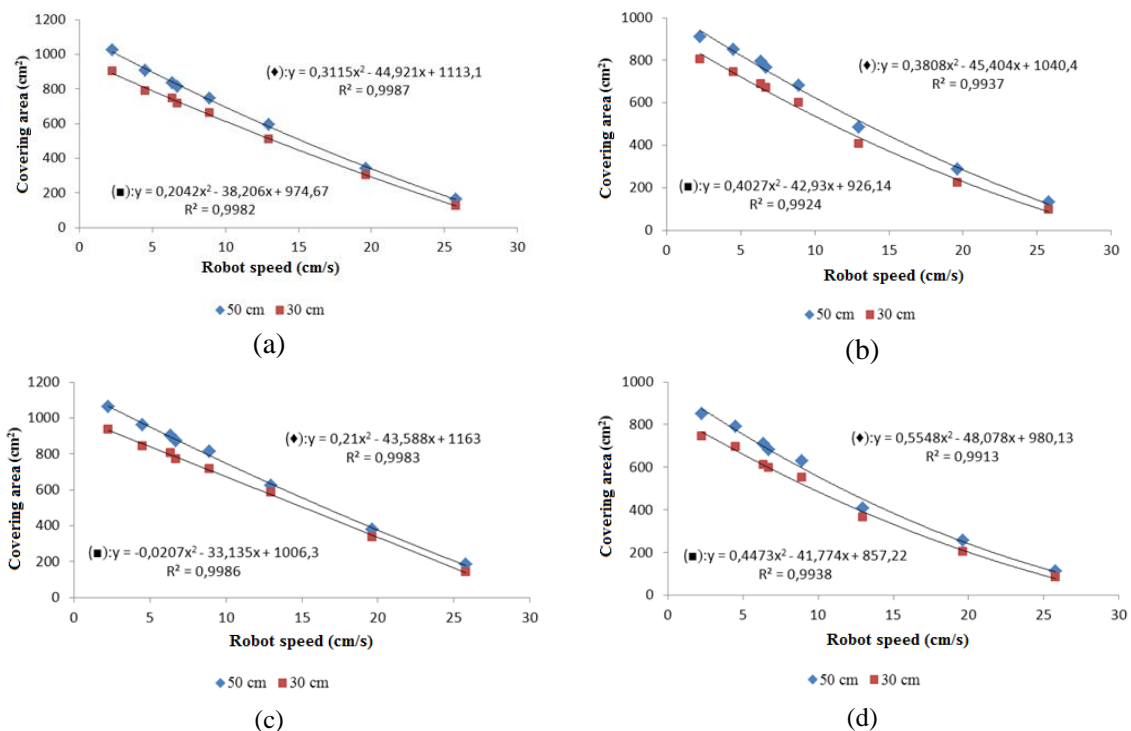 1200
1000
800
600
400
200
0
Covering area (cm²)
(♦):y = 0,3115x² - 44,921x + 1113,1
R² = 0,9987
(■):y = 0,2042x² - 38,206x + 974,67
R² = 0,9982
0 5 10 15 20 25 30
Robot speed (cm/s)
50 cm 30 cm
(a)
1000
800
600
400
200
0
Covering area (cm²)
(♦):y = 0,3808x² - 45,404x + 1040,4
R² = 0,9937
(■):y = 0,4027x² - 42,93x + 926,14
R² = 0,9924
0 5 10 15 20 25 30
Robot speed (cm/s)
50 cm 30 cm
(b)
1200
1000
800
600
400
200
0
Covering area (cm²)
(♦):y = 0,21x² - 43,588x + 1163
R² = 0,9983
(■):y = -0,0207x² - 33,135x + 1006,3
R² = 0,9986
0 5 10 15 20 25 30
Robot speed (cm/s)
50 cm 30 cm
(c)
1000
800
600
400
200
0
Covering area (cm²)
(♦):y = 0,5548x² - 48,078x + 980,13
R² = 0,9913
(■):y = 0,4473x² - 41,774x + 857,22
R² = 0,9938
0 5 10 15 20 25 30
Robot speed (cm/s)
50 cm 30 cm
(d)